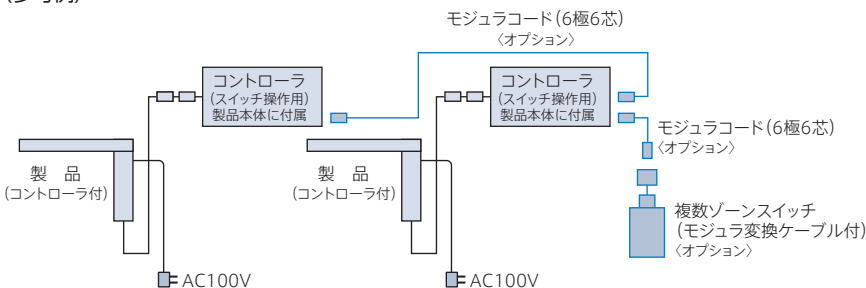 モジュラコード(6極6芯)
〈オプション〉
コントローラ
(スイッチ操作用)
製品本体に付属
コントローラ
(スイッチ操作用)
製品本体に付属
モジュラコード(6極6芯)
〈オプション〉
製　品
(コントローラ付)
製　品
(コントローラ付)
複数ゾーンスイッチ
(モジュラ変換ケーブル付)
〈オプション〉
AC100V
AC100V